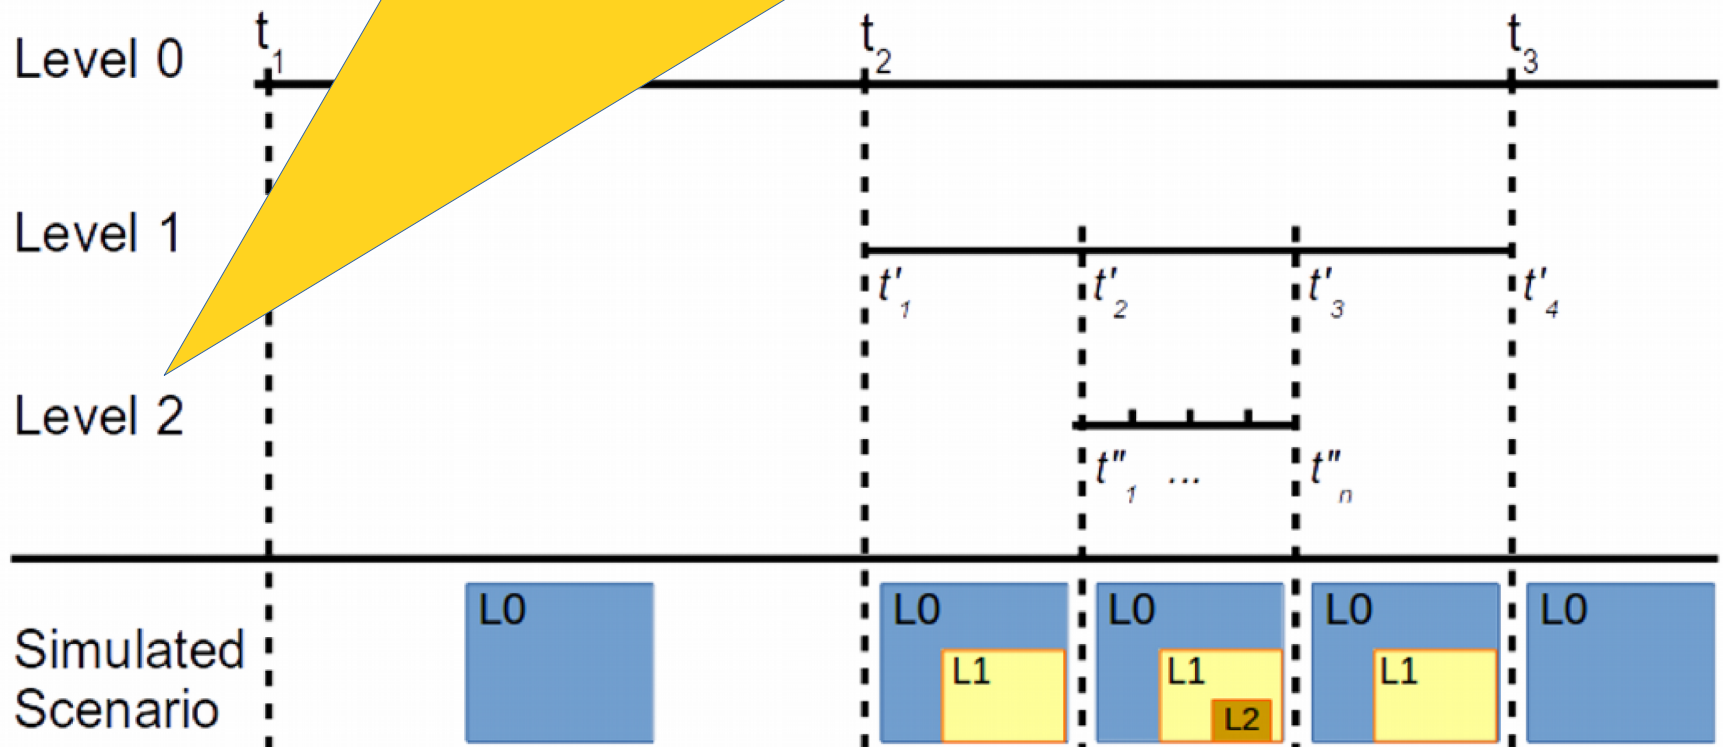 Level 0 t1 t2 t3
Level 1
t'1 t'2 t'3 t'4
Level 2
t"1 ... t"n
L0 L0 L0 L0 L0
Simulated L1 L1 L1
Scenario L2